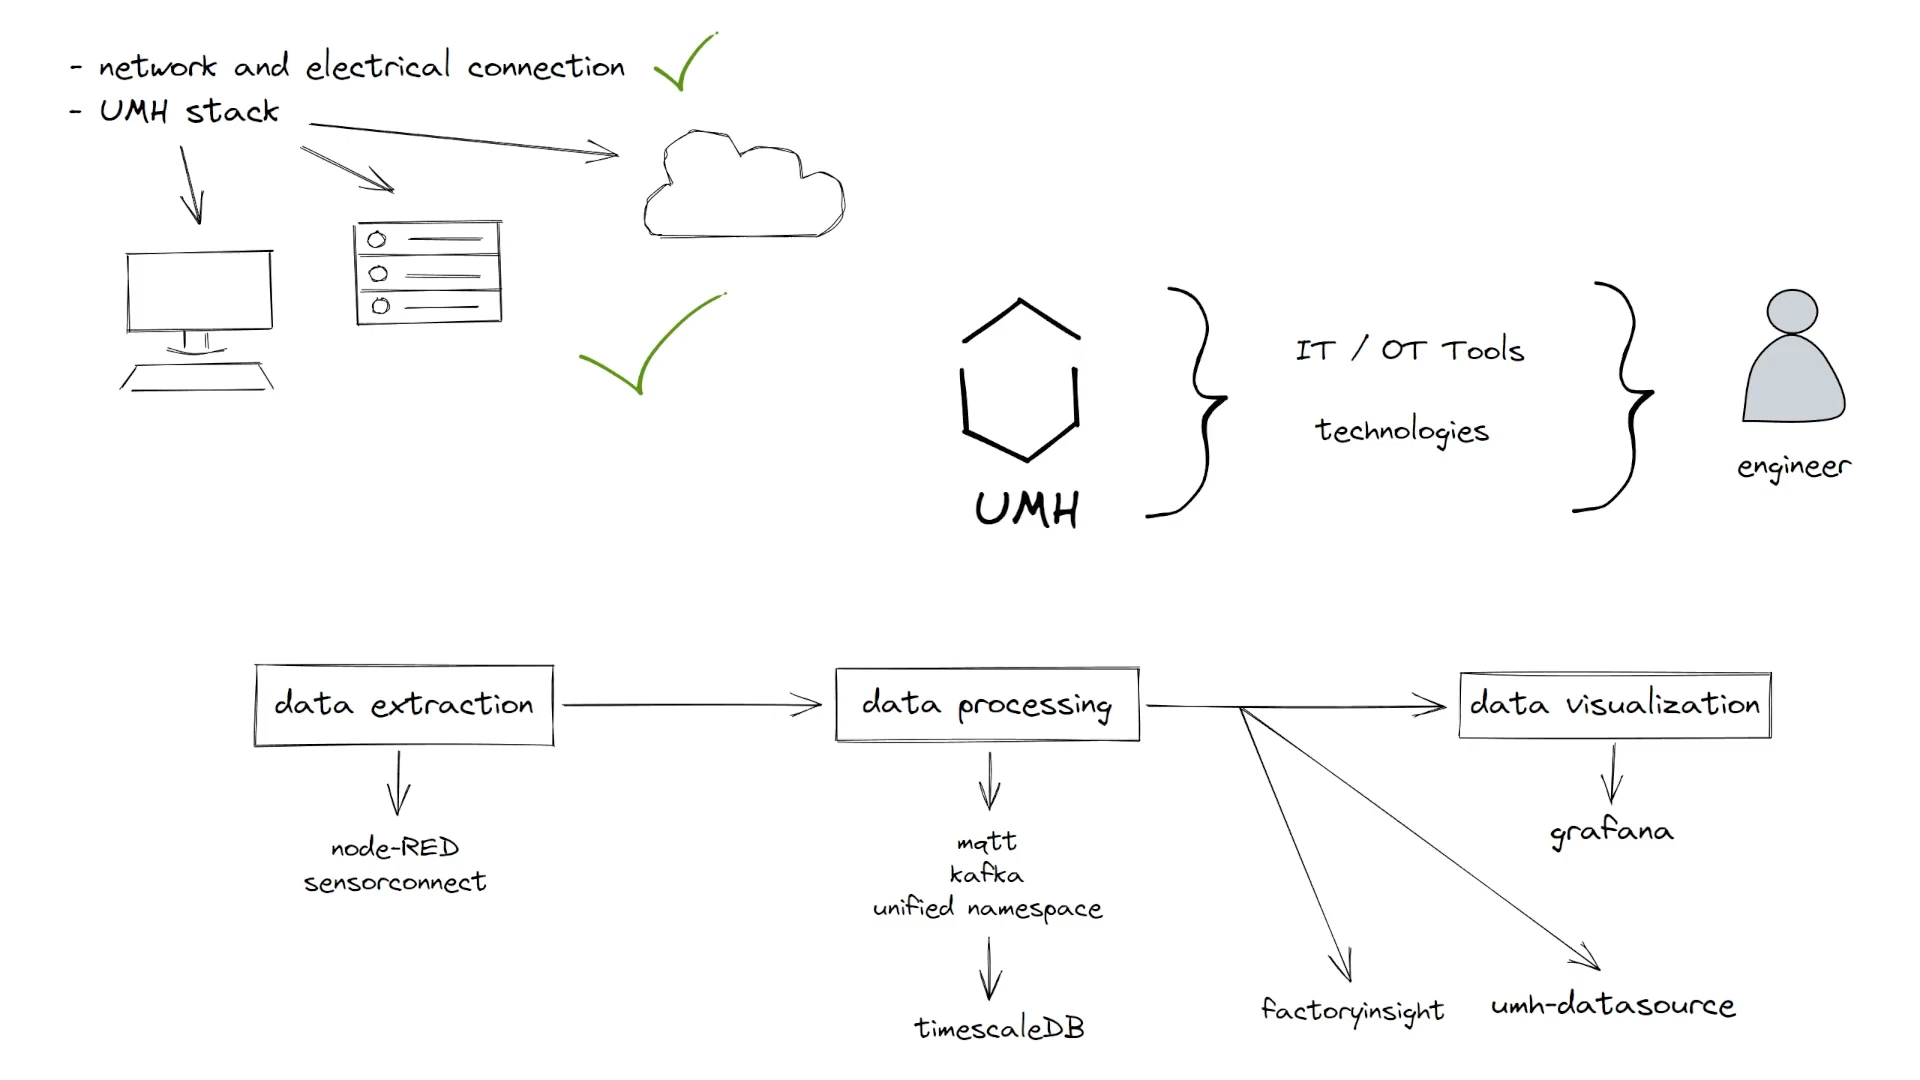 - network and electrical connection
- UMH stack
UMH
IT / OT Tools
technologies
engineer
data extraction
data processing
data visualization
node-RED
sensorconnect
mqtt
kafka
unified namespace
timescaleDB
grafana
factoryinsight
umh-datasource